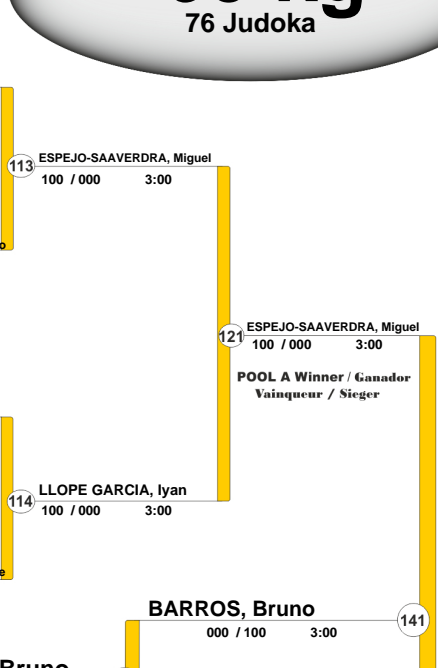 76 Judoka
113
ESPEJO-SAAVERDRA, Miguel
100 / 000 3:00
121
ESPEJO-SAAVERDRA, Miguel
100 / 000 3:00
POOL A Winner / Ganador
Vainqueur / Sieger
114
LLOPE GARCIA, Iyan
100 / 000 3:00
BARROS, Bruno
000 / 100 3:00
141